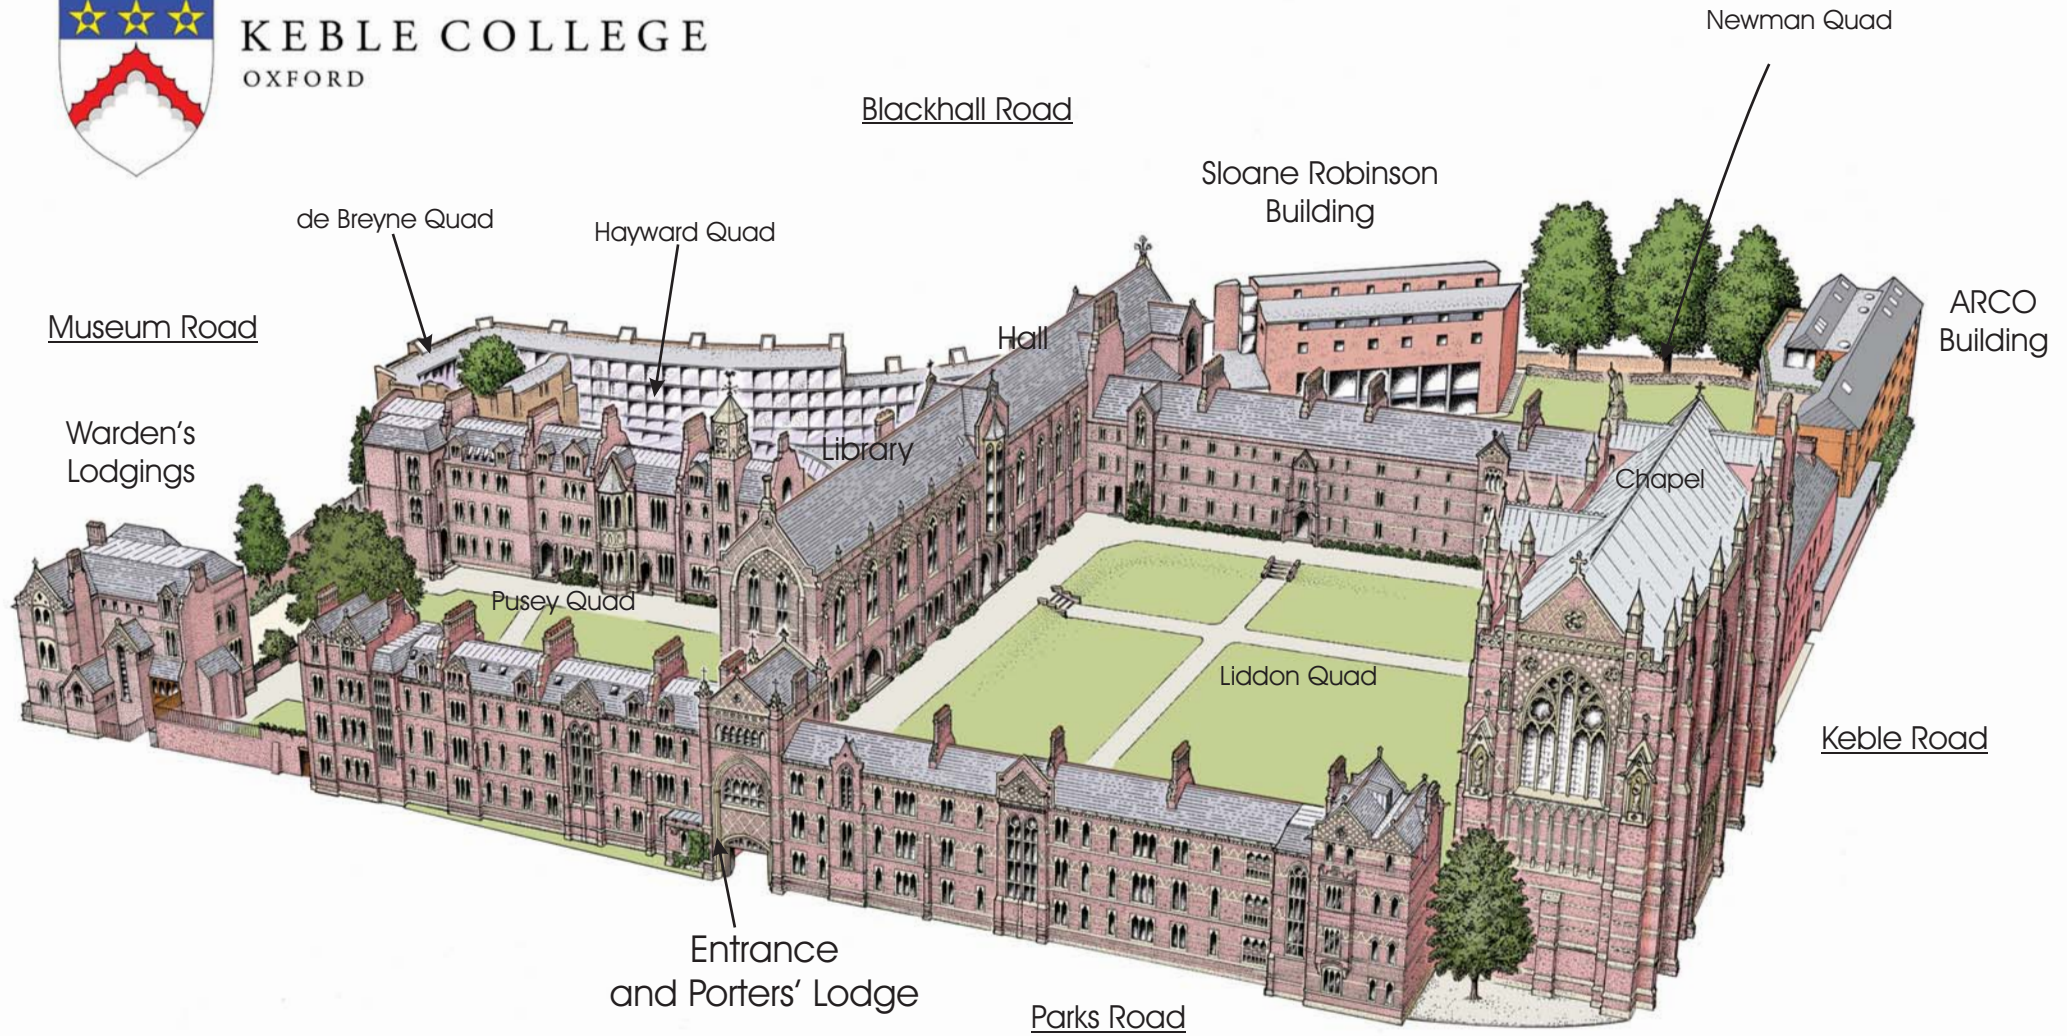 KEBLE COLLEGE
OXFORD
Newman Quad
Blackhall Road
Sloane Robinson
Building
de Breyne Quad
Hayward Quad
Museum Road
Hall
ARCO
Building
Warden's
Lodgings
Library
Chapel
Pusey Quad
Liddon Quad
Keble Road
Entrance
and Porters' Lodge
Parks Road